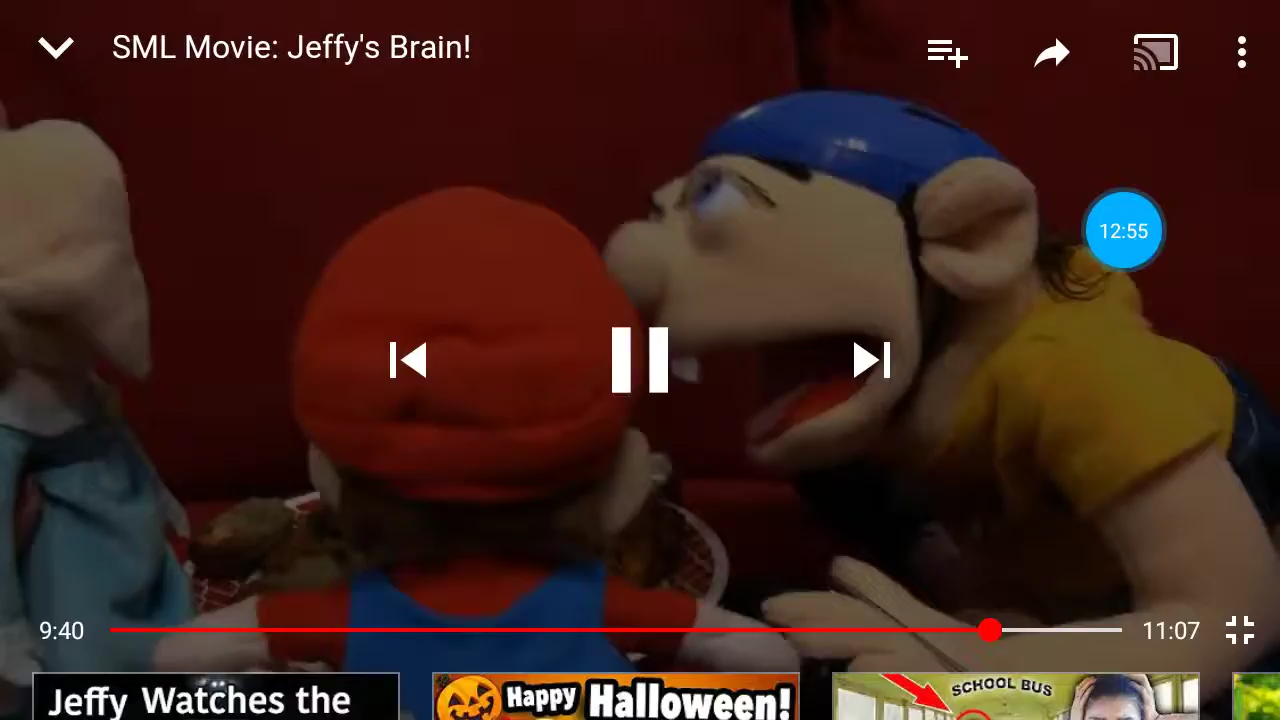 SML Movie: Jeffy's Brain!
12:55
9:40
11:07
Jeffy Watches the
Happy Halloween!
SCHOOL BUS